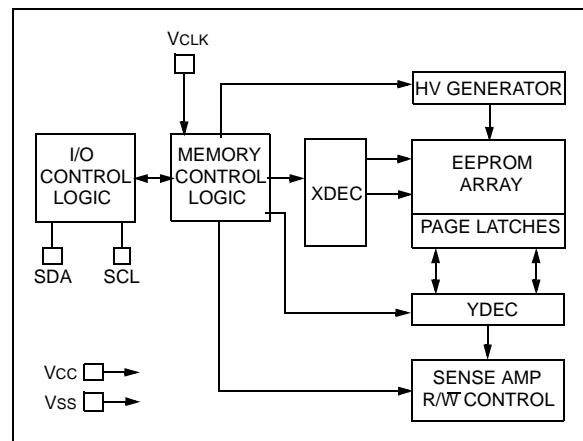 VCLK
HV GENERATOR
I/O
CONTROL
LOGIC
MEMORY
CONTROL
LOGIC
XDEC
EEPROM
ARRAY
PAGE LATCHES
SDA
SCL
YDEC
VCC
VSS
SENSE AMP
R/W̅ CONTROL